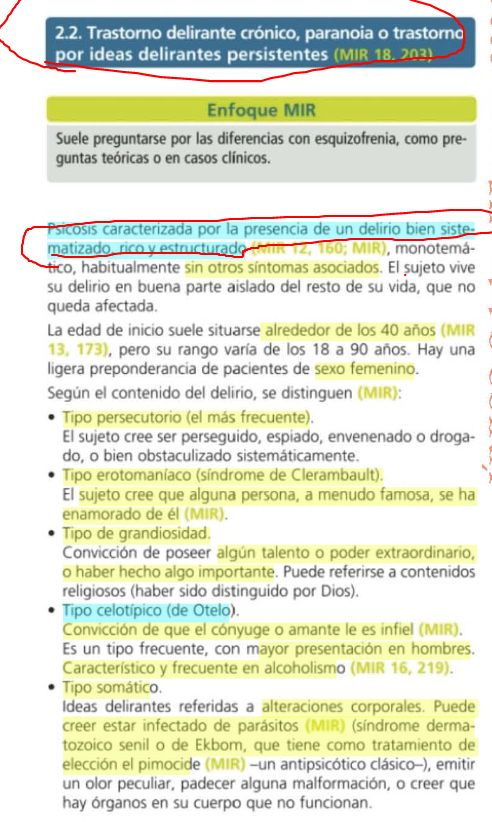 2.2. Trastorno delirante crónico, paranoia o trastorno
por ideas delirantes persistentes (MIR 18, 203)
Enfoque MIR
Suele preguntarse por las diferencias con esquizofrenia, como pre-
guntas teóricas o en casos clínicos.
Psicosis caracterizada por la presencia de un delirio bien siste-
matizado, rico y estructurado (MIR 12, 160; MIR), monotemá-
tico, habitualmente sin otros síntomas asociados. El sujeto vive
su delirio en buena parte aislado del resto de su vida, que no
queda afectada.
La edad de inicio suele situarse alrededor de los 40 años (MIR
13, 173), pero su rango varía de los 18 a 90 años. Hay una
ligera preponderancia de pacientes de sexo femenino.
Según el contenido del delirio, se distinguen (MIR):
• Tipo persecutorio (el más frecuente).
El sujeto cree ser perseguido, espiado, envenenado o droga-
do, o bien obstaculizado sistemáticamente.
• Tipo erotomaníaco (síndrome de Clerambault).
El sujeto cree que alguna persona, a menudo famosa, se ha
enamorado de él (MIR).
• Tipo de grandiosidad.
Convicción de poseer algún talento o poder extraordinario,
o haber hecho algo importante. Puede referirse a contenidos
religiosos (haber sido distinguido por Dios).
• Tipo celotípico (de Otelo).
Convicción de que el cónyuge o amante le es infiel (MIR).
Es un tipo frecuente, con mayor presentación en hombres.
Característico y frecuente en alcoholismo (MIR 16, 219).
• Tipo somático.
Ideas delirantes referidas a alteraciones corporales. Puede
creer estar infectado de parásitos (MIR) (síndrome derma-
tozoico senil o de Ekbom, que tiene como tratamiento de
elección el pimocide (MIR) –un antipsicótico clásico–), emitir
un olor peculiar, padecer alguna malformación, o creer que
hay órganos en su cuerpo que no funcionan.